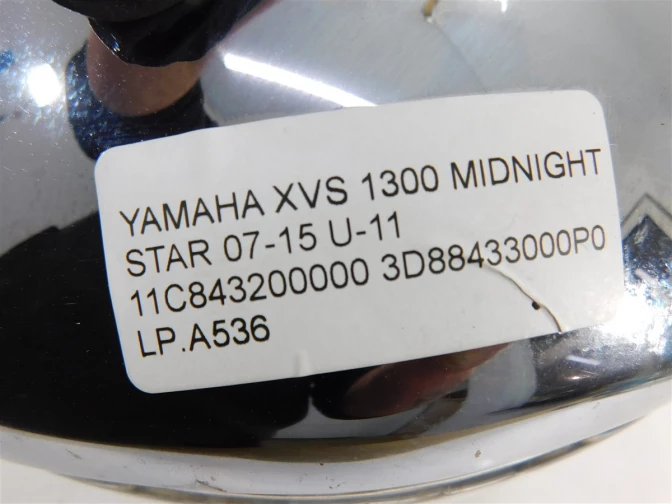 YAMAHA XVS 1300 MIDNIGHT
STAR 07-15 U-11
11C843200000 3D88433000P0
LP.A536